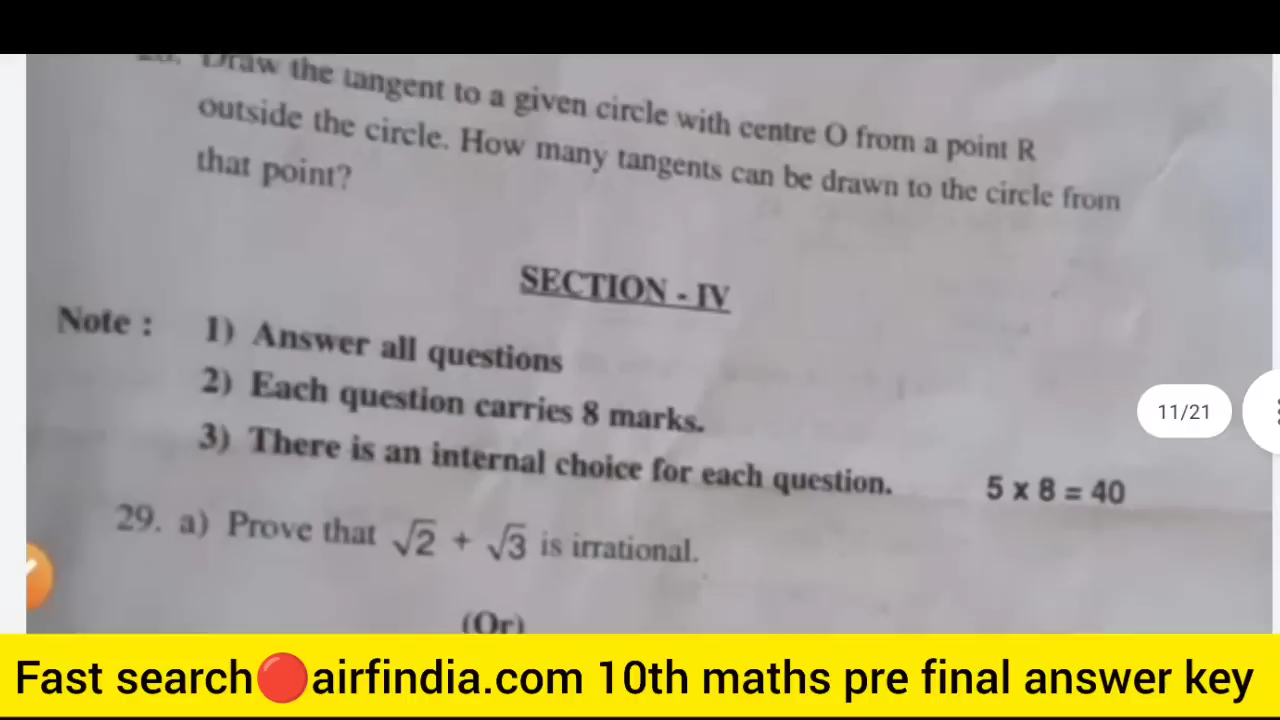 Draw the tangent to a given circle with centre O from a point R
outside the circle. How many tangents can be drawn to the circle from
that point?
SECTION - IV
Note : 1) Answer all questions
2) Each question carries 8 marks.
3) There is an internal choice for each question. 5 x 8 = 40
11/21
29. a) Prove that √2 + √3 is irrational.
(Or)
Fast search🔴airfindia.com 10th maths pre final answer key